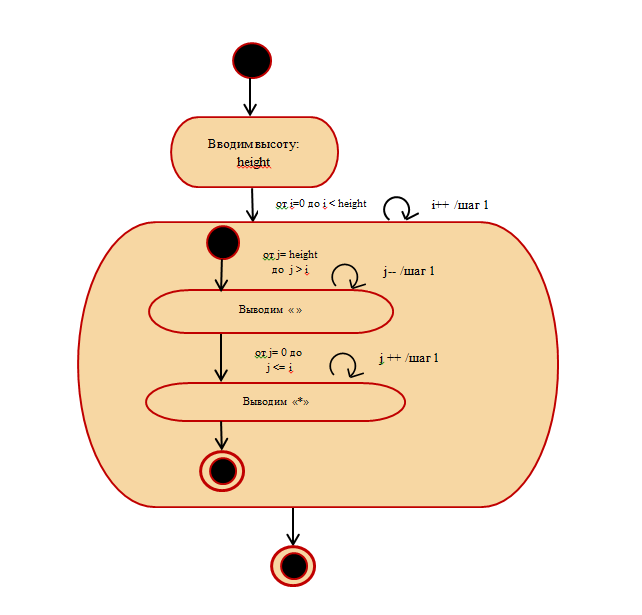 Вводим высоту:
height
от i=0 до i < height
i++ /шаг 1
от j= height
до j > i
j-- /шаг 1
Выводим « »
от j= 0 до
j <= i
j ++ /шаг 1
Выводим «*»